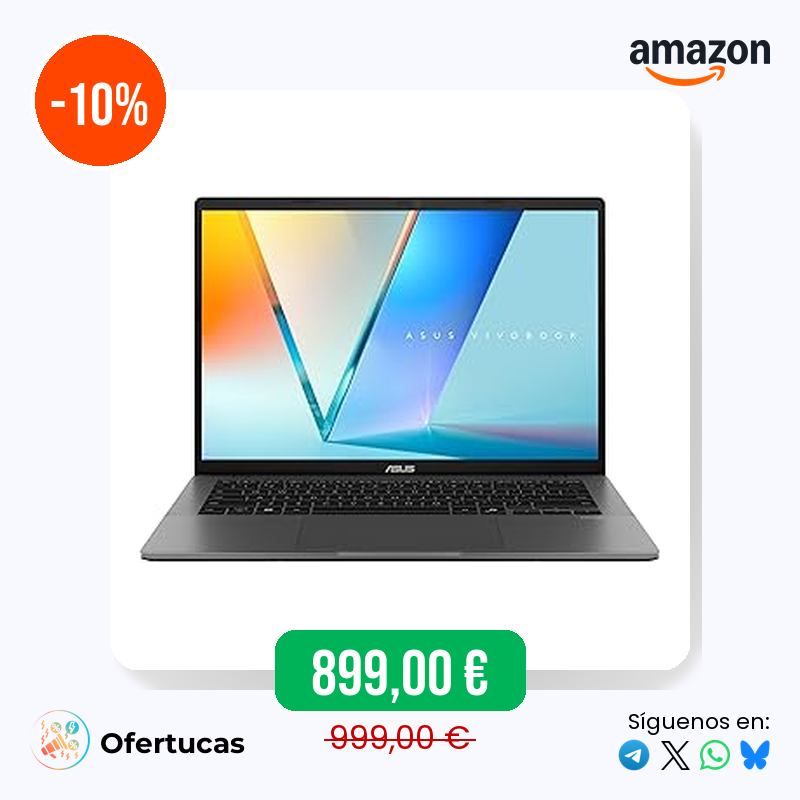 -10%
amazon
ASUS VIVOBOOK
ASUS
899,00 €
999,00 €
Ofertucas
Síguenos en: